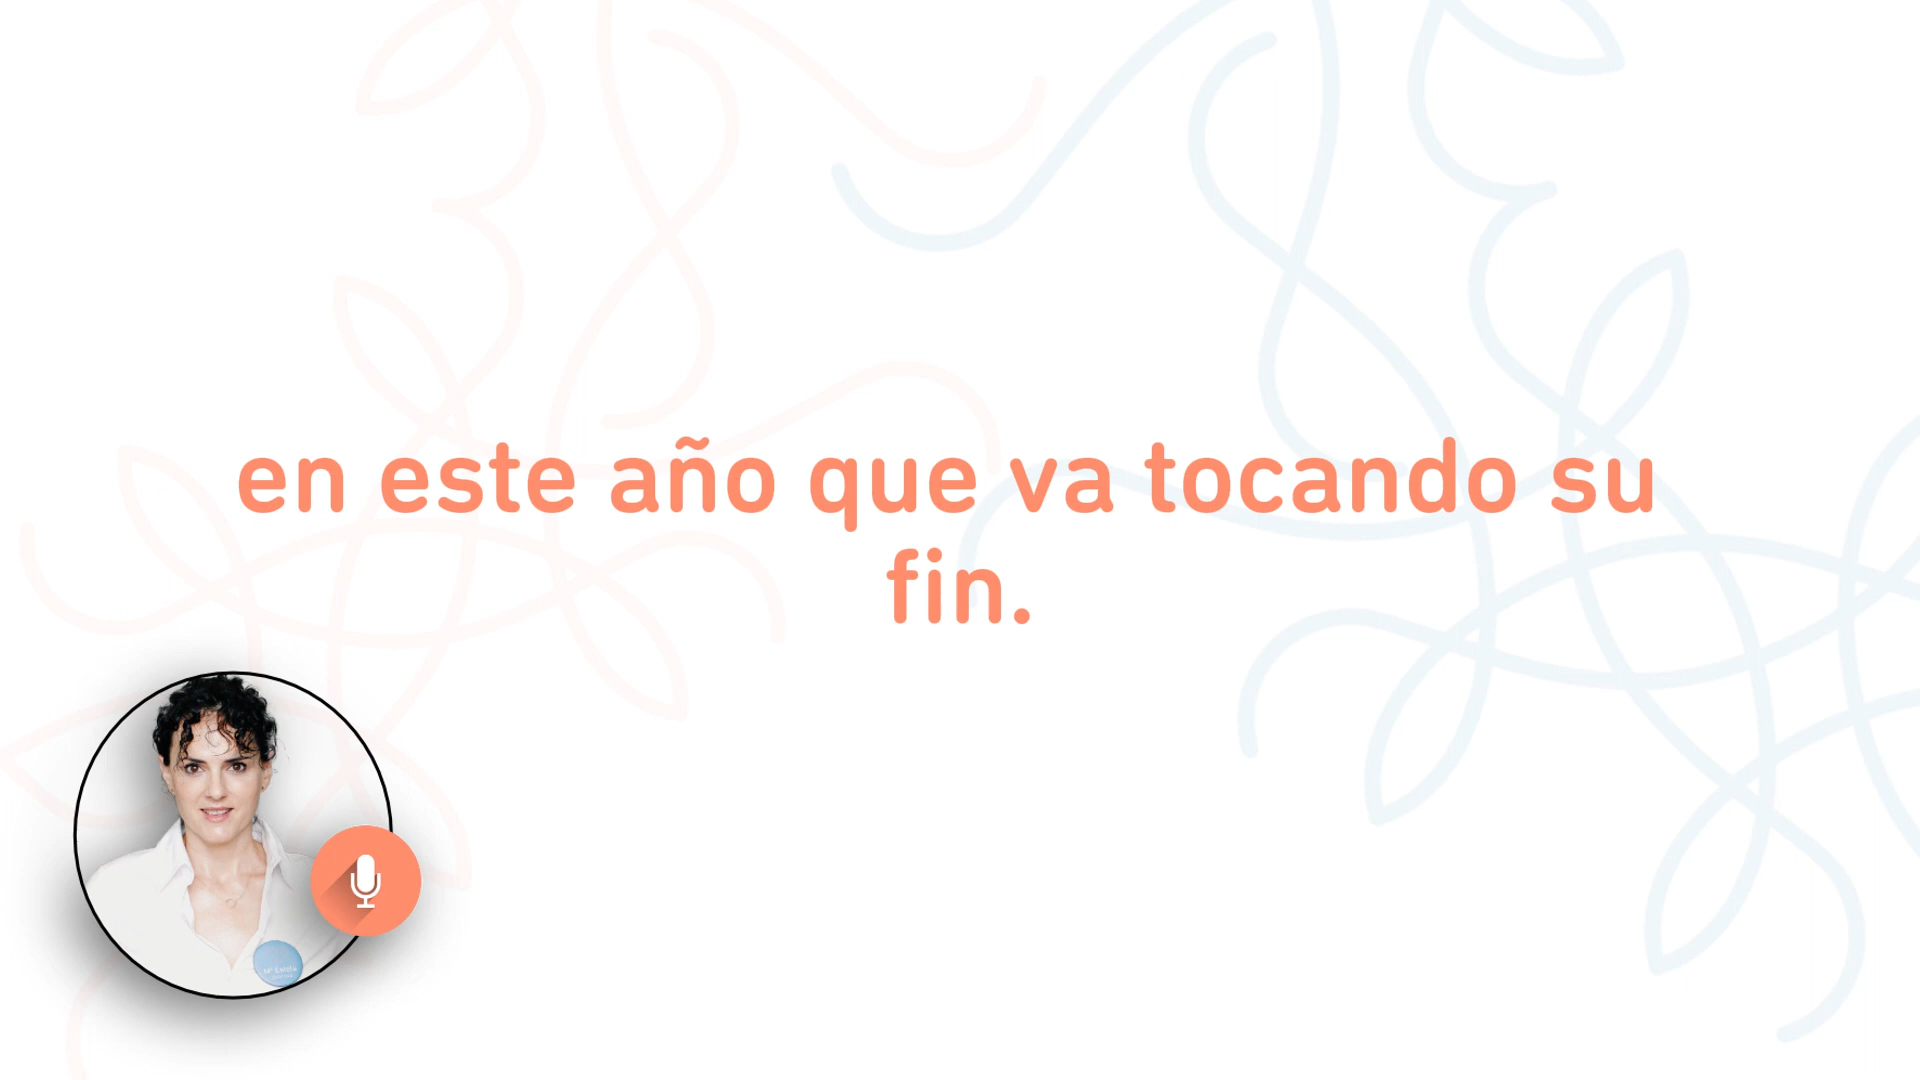 en este año que va tocando su
fin.